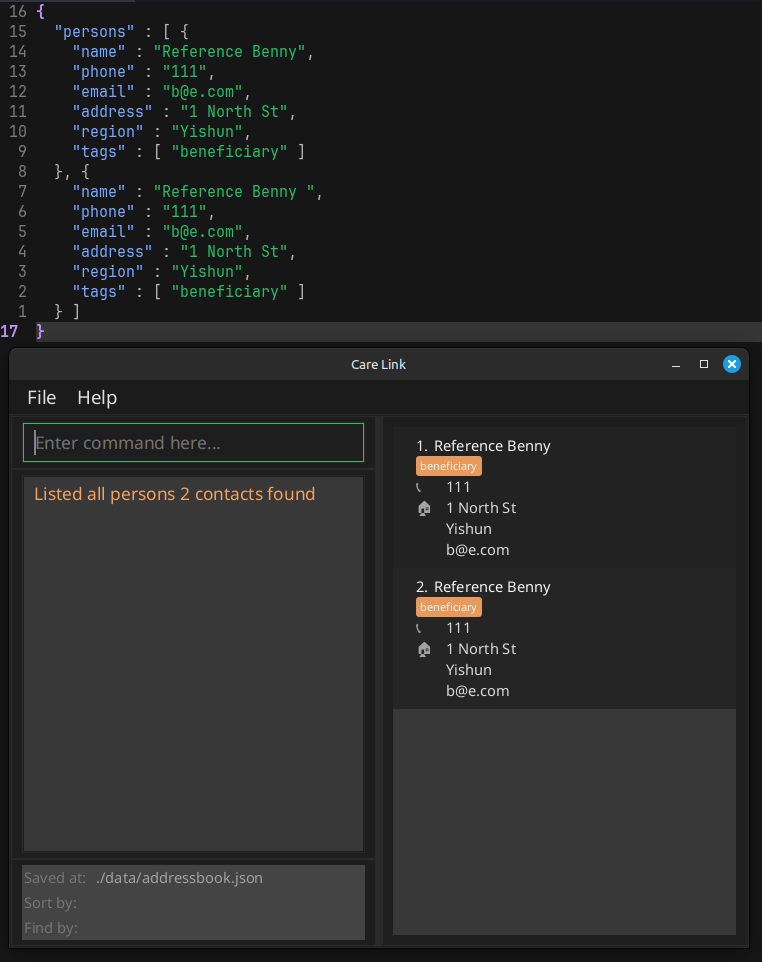 16 {
15 "persons" : [ {
14 "name" : "Reference Benny",
13 "phone" : "111",
12 "email" : "b@e.com",
11 "address" : "1 North St",
10 "region" : "Yishun",
9 "tags" : [ "beneficiary" ]
8 }, {
7 "name" : "Reference Benny ",
6 "phone" : "111",
5 "email" : "b@e.com",
4 "address" : "1 North St",
3 "region" : "Yishun",
2 "tags" : [ "beneficiary" ]
1 } ]
17 }
Care Link
File Help
Enter command here...
Listed all persons 2 contacts found
Saved at: ./data/addressbook.json
Sort by:
Find by:
1. Reference Benny
beneficiary
111
1 North St
Yishun
b@e.com
2. Reference Benny
beneficiary
111
1 North St
Yishun
b@e.com